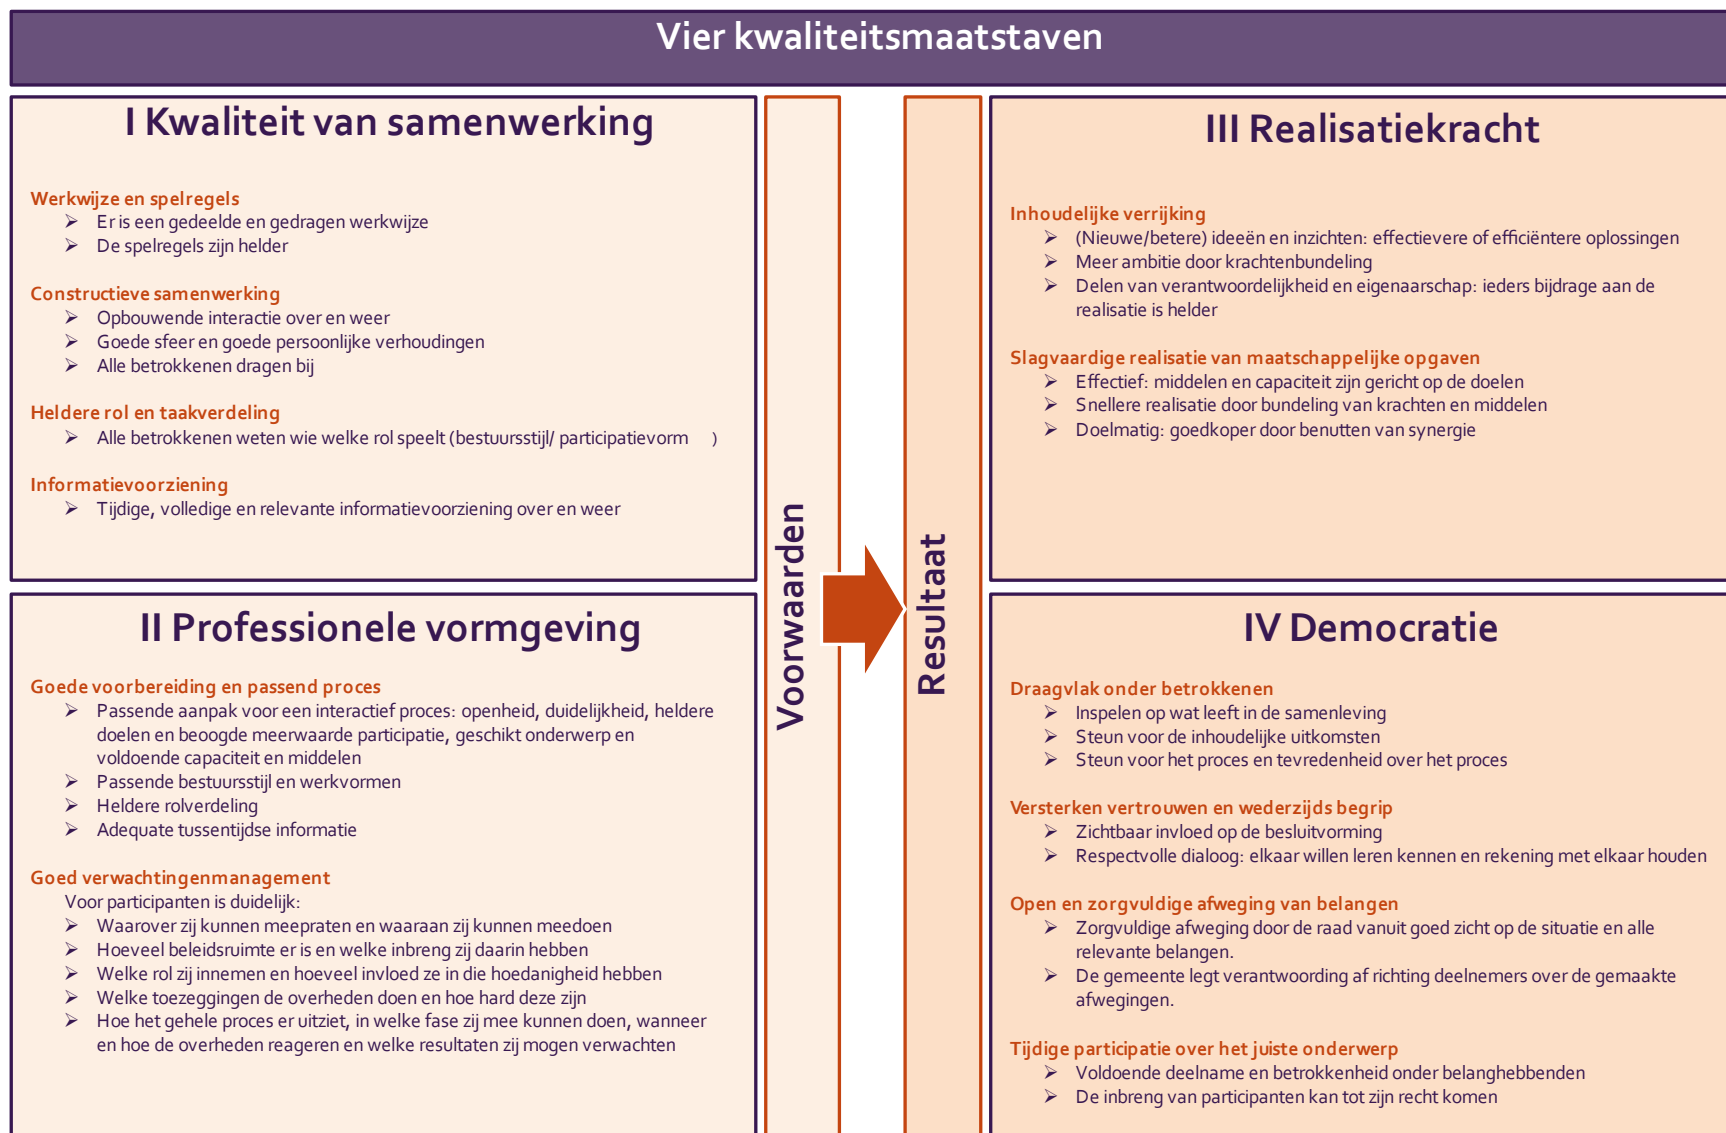 Vier kwaliteitsmaatstaven
I Kwaliteit van samenwerking
Werkwijze en spelregels
➢ Er is een gedeelde en gedragen werkwijze
➢ De spelregels zijn helder
Constructieve samenwerking
➢ Opbouwende interactie over en weer
➢ Goede sfeer en goede persoonlijke verhoudingen
➢ Alle betrokkenen dragen bij
Heldere rol en taakverdeling
➢ Alle betrokkenen weten wie welke rol speelt (bestuursstijl/ participatievorm )
Informatievoorziening
➢ Tijdige, volledige en relevante informatievoorziening over en weer
II Professionele vormgeving
Goede voorbereiding en passend proces
➢ Passende aanpak voor een interactief proces: openheid, duidelijkheid, heldere
doelen en beoogde meerwaarde participatie, geschikt onderwerp en
voldoende capaciteit en middelen
➢ Passende bestuursstijl en werkvormen
➢ Heldere rolverdeling
➢ Adequate tussentijdse informatie
Goed verwachtingenmanagement
Voor participanten is duidelijk:
➢ Waarover zij kunnen meepraten en waaraan zij kunnen meedoen
➢ Hoeveel beleidsruimte er is en welke inbreng zij daarin hebben
➢ Welke rol zij innemen en hoeveel invloed ze in die hoedanigheid hebben
➢ Welke toezeggingen de overheden doen en hoe hard deze zijn
➢ Hoe het gehele proces er uitziet, in welke fase zij mee kunnen doen, wanneer
en hoe de overheden reageren en welke resultaten zij mogen verwachten
Voorwaarden
Resultaat
III Realisatiekracht
Inhoudelijke verrijking
➢ (Nieuwe/betere) ideeën en inzichten: effectievere of efficiëntere oplossingen
➢ Meer ambitie door krachtenbundeling
➢ Delen van verantwoordelijkheid en eigenaarschap: ieders bijdrage aan de
realisatie is helder
Slagvaardige realisatie van maatschappelijke opgaven
➢ Effectief: middelen en capaciteit zijn gericht op de doelen
➢ Snellere realisatie door bundeling van krachten en middelen
➢ Doelmatig: goedkoper door benutten van synergie
IV Democratie
Draagvlak onder betrokkenen
➢ Inspelen op wat leeft in de samenleving
➢ Steun voor de inhoudelijke uitkomsten
➢ Steun voor het proces en tevredenheid over het proces
Versterken vertrouwen en wederzijds begrip
➢ Zichtbaar invloed op de besluitvorming
➢ Respectvolle dialoog: elkaar willen leren kennen en rekening met elkaar houden
Open en zorgvuldige afweging van belangen
➢ Zorgvuldige afweging door de raad vanuit goed zicht op de situatie en alle
relevante belangen.
➢ De gemeente legt verantwoording af richting deelnemers over de gemaakte
afwegingen.
Tijdige participatie over het juiste onderwerp
➢ Voldoende deelname en betrokkenheid onder belanghebbenden
➢ De inbreng van participanten kan tot zijn recht komen